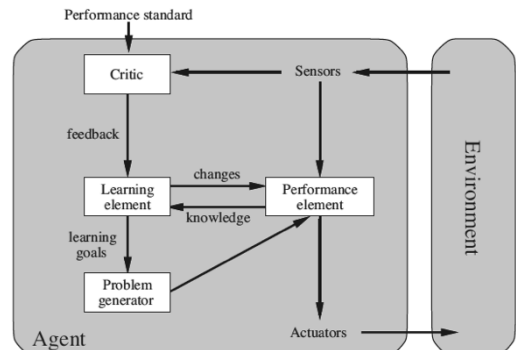 Performance standard
Critic
Sensors
feedback
changes
Learning
element
Performance
element
knowledge
learning
goals
Problem
generator
Agent
Actuators
Environment